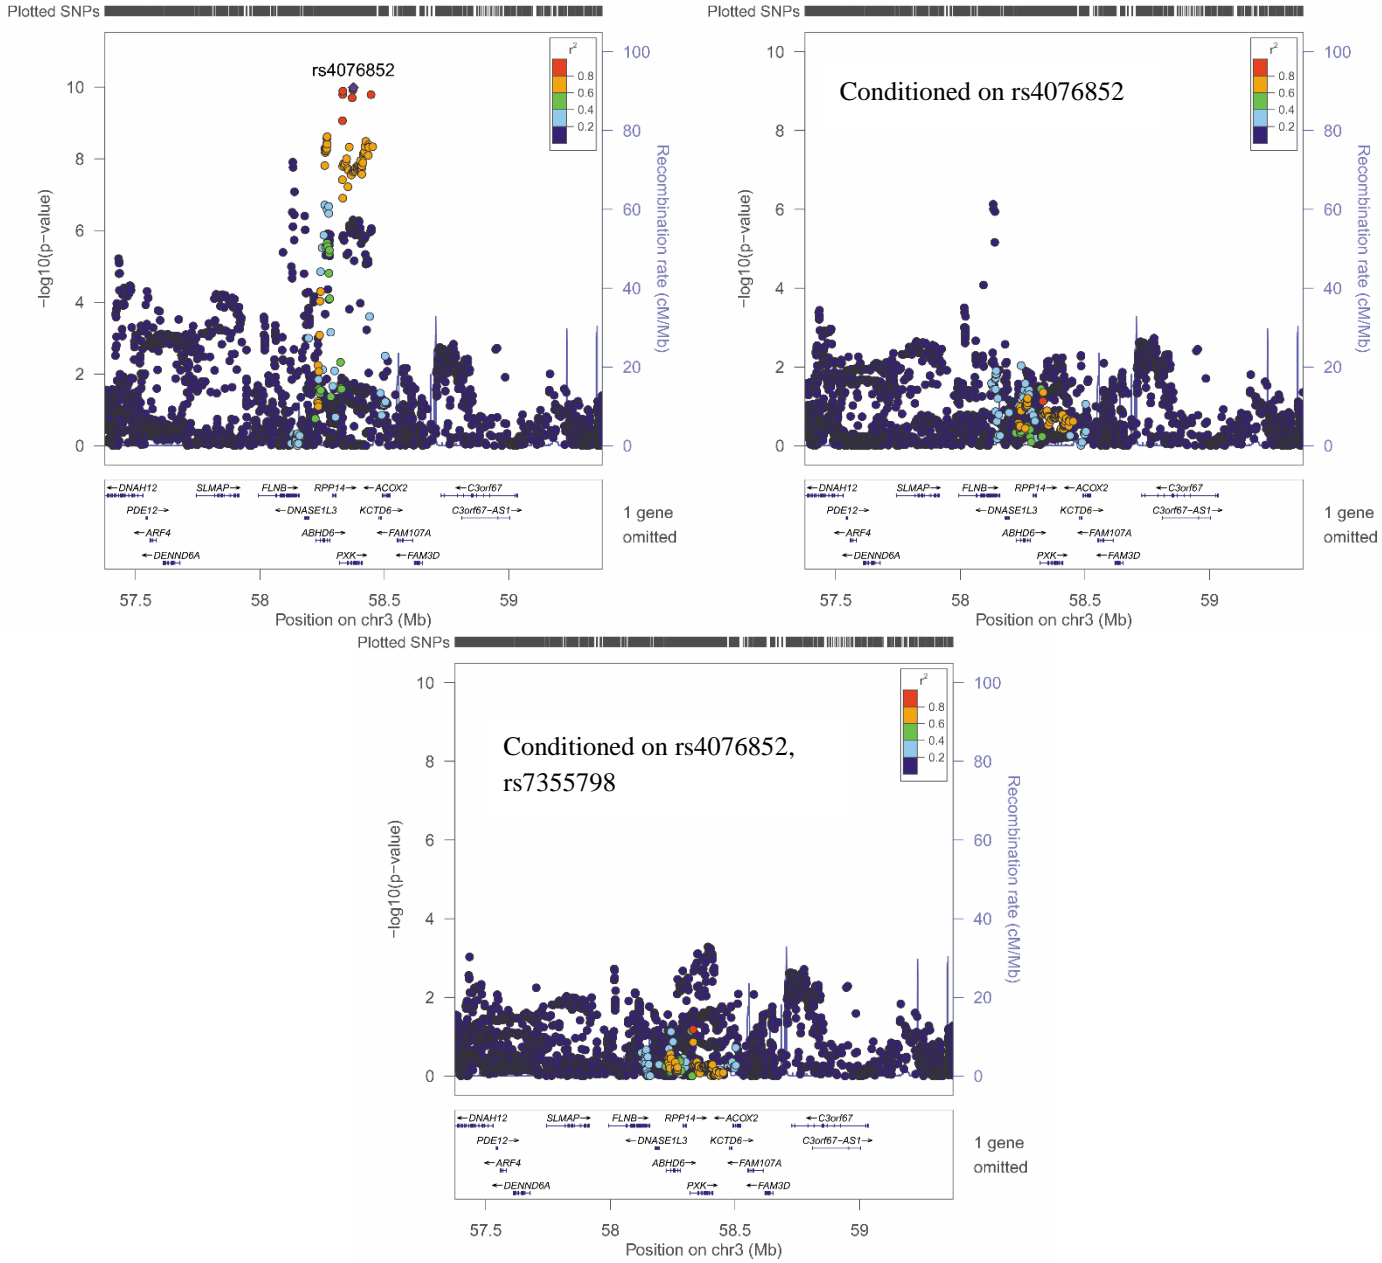 Plotted SNPs
rs4076852
r2
0.8
0.6
0.4
0.2
10
8
6
4
2
0
−log10(p−value)
100
80
60
40
20
0
Recombination rate (cM/Mb)
←DNAH12 SLMAP→ FLNB→ RPP14→ ←ACOX2 ←C3orf67
PDE12→ ←DNASE1L3 KCTD6→ C3orf67−AS1→
←ARF4 ABHD6→ ←FAM107A
←DENND6A PXK→ ←FAM3D
1 gene
omitted
57.5 58 58.5 59
Position on chr3 (Mb)
Plotted SNPs
Conditioned on rs4076852
r2
0.8
0.6
0.4
0.2
10
8
6
4
2
0
−log10(p−value)
100
80
60
40
20
0
Recombination rate (cM/Mb)
←DNAH12 SLMAP→ FLNB→ RPP14→ ←ACOX2 ←C3orf67
PDE12→ ←DNASE1L3 KCTD6→ C3orf67−AS1→
←ARF4 ABHD6→ ←FAM107A
←DENND6A PXK→ ←FAM3D
1 gene
omitted
57.5 58 58.5 59
Position on chr3 (Mb)
Plotted SNPs
Conditioned on rs4076852,
rs7355798
r2
0.8
0.6
0.4
0.2
10
8
6
4
2
0
−log10(p−value)
100
80
60
40
20
0
Recombination rate (cM/Mb)
←DNAH12 SLMAP→ FLNB→ RPP14→ ←ACOX2 ←C3orf67
PDE12→ ←DNASE1L3 KCTD6→ C3orf67−AS1→
←ARF4 ABHD6→ ←FAM107A
←DENND6A PXK→ ←FAM3D
1 gene
omitted
57.5 58 58.5 59
Position on chr3 (Mb)